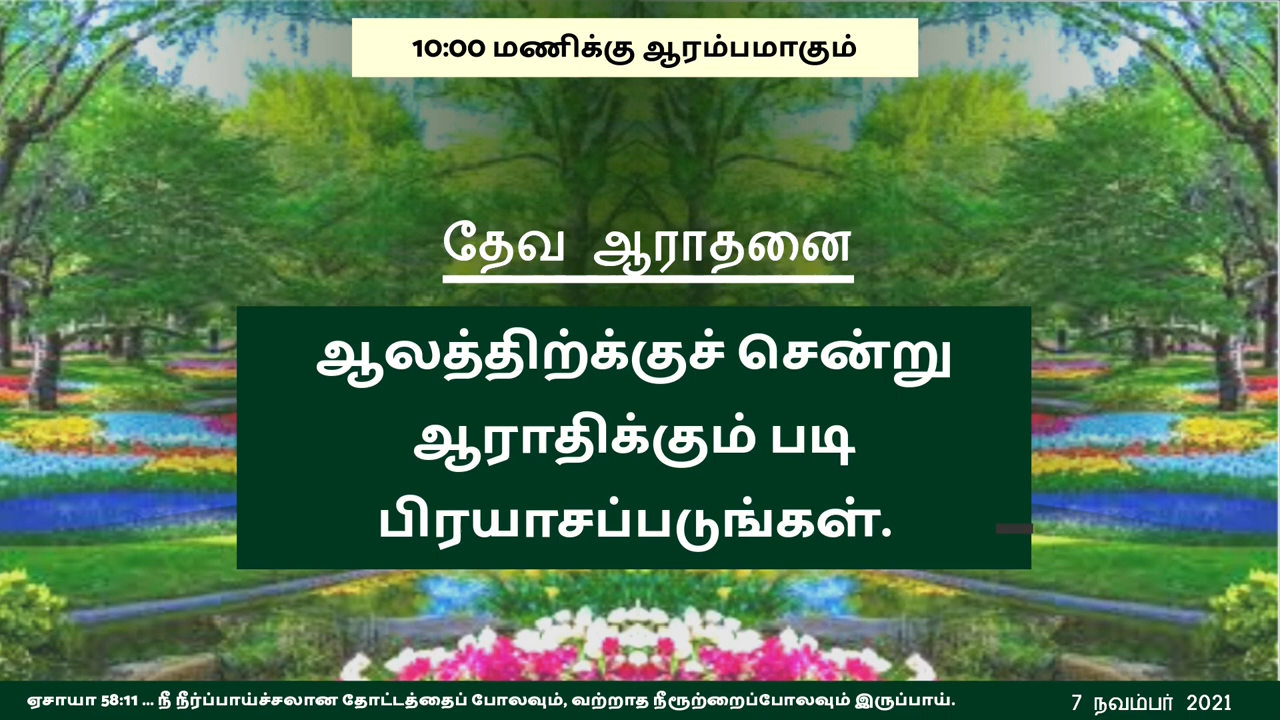 10:00 மணிக்கு ஆரம்பமாகும்
தேவ ஆராதனை
ஆலத்திற்க்குச் சென்று
ஆராதிக்கும் படி
பிரயாசப்படுங்கள்.
ஏசாயா 58:11 ... நீ நீர்ப்பாய்ச்சலான தோட்டத்தைப் போலவும், வற்றாத நீரூற்றைப்போலவும் இருப்பாய்.
7 நவம்பர் 2021